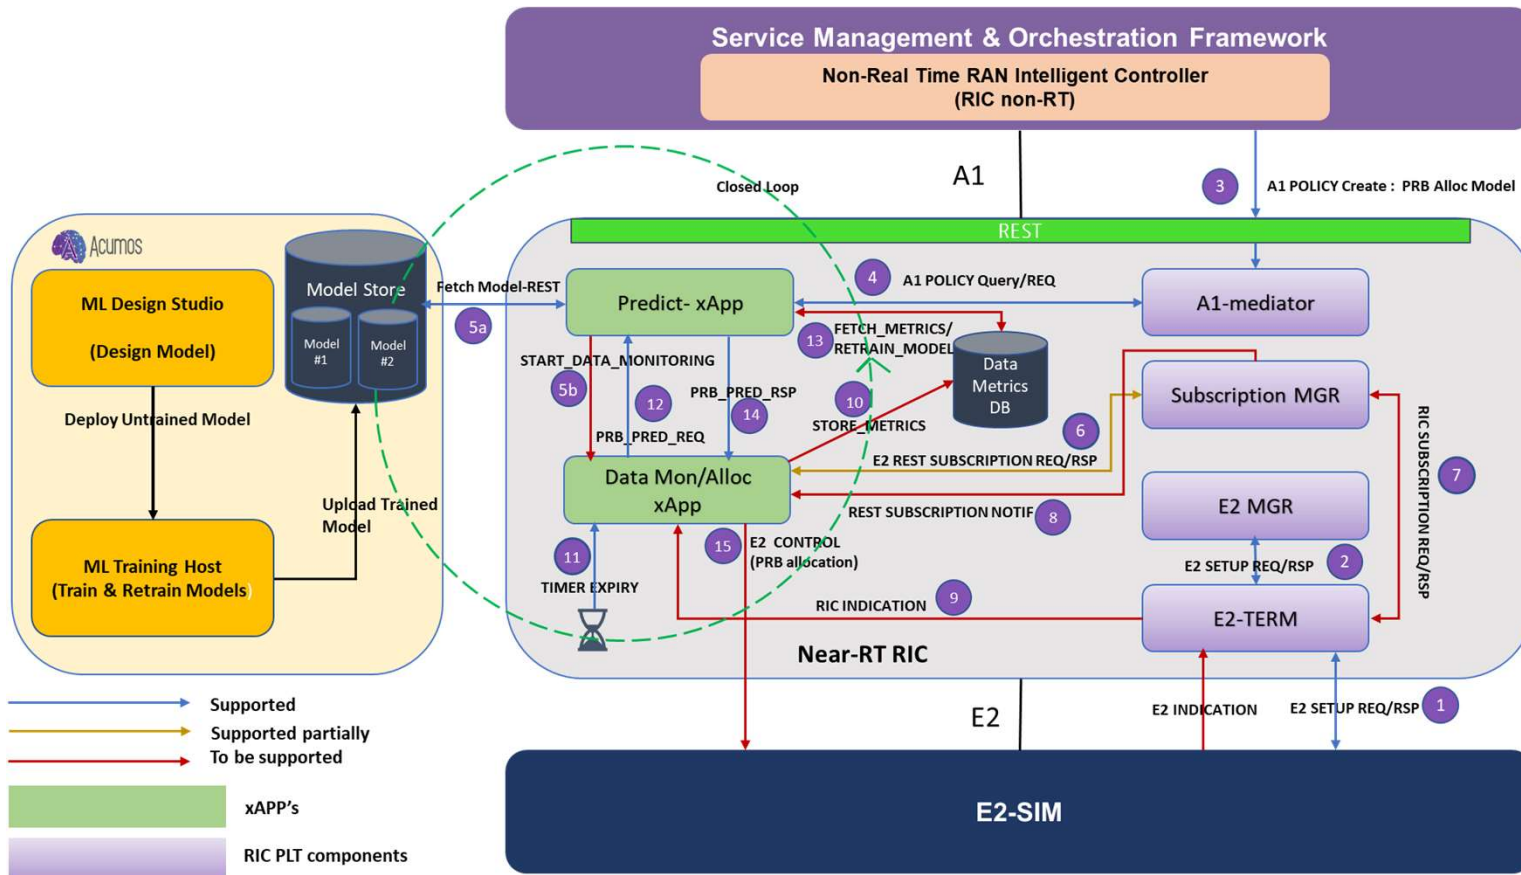 Service Management & Orchestration Framework
Non-Real Time RAN Intelligent Controller
(RIC non-RT)
A1
3
A1 POLICY Create : PRB Alloc Model
Closed Loop
REST
Acumos
ML Design Studio
(Design Model)
Model Store
Model
#1
Model
#2
Fetch Model-REST
5a
Predict- xApp
4
A1 POLICY Query/REQ
A1-mediator
13
FETCH_METRICS/
RETRAIN_MODEL
Data
Metrics
DB
START_DATA_MONITORING
5b
12
PRB_PRED_RSP
14
10
STORE_METRICS
PRB_PRED_REQ
Subscription MGR
6
E2 REST SUBSCRIPTION REQ/RSP
RIC SUBSCRIPTION REQ/RSP
7
Deploy Untrained Model
Upload Trained
Model
Data Mon/Alloc
xApp
REST SUBSCRIPTION NOTIF
8
E2 MGR
11
TIMER EXPIRY
15
E2 CONTROL
(PRB allocation)
E2 SETUP REQ/RSP
2
ML Training Host
(Train & Retrain Models)
RIC INDICATION
9
E2-TERM
Near-RT RIC
E2
E2 INDICATION
E2 SETUP REQ/RSP
1
Supported
Supported partially
To be supported
xAPP's
RIC PLT components
E2-SIM